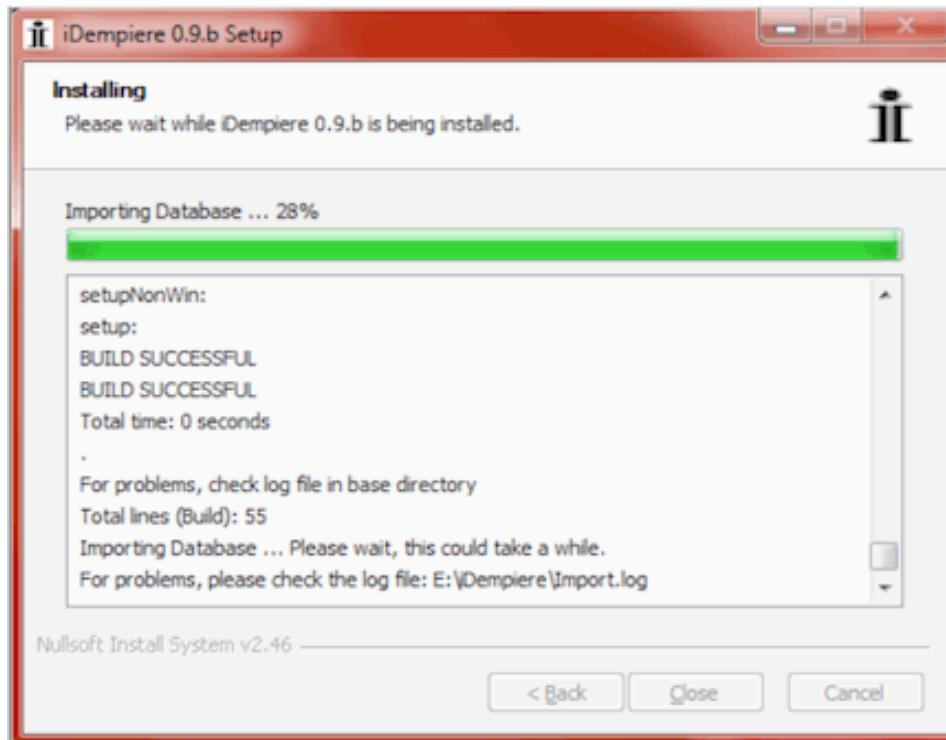 iDempiere 0.9.b Setup
Installing
Please wait while iDempiere 0.9.b is being installed.
Importing Database ... 28%
setupNonWin:
setup:
BUILD SUCCESSFUL
BUILD SUCCESSFUL
Total time: 0 seconds
.
For problems, check log file in base directory
Total lines (Build): 55
Importing Database ... Please wait, this could take a while.
For problems, please check the log file: E:\iDempiere\Import.log
Nullsoft Install System v2.46
< Back Close Cancel